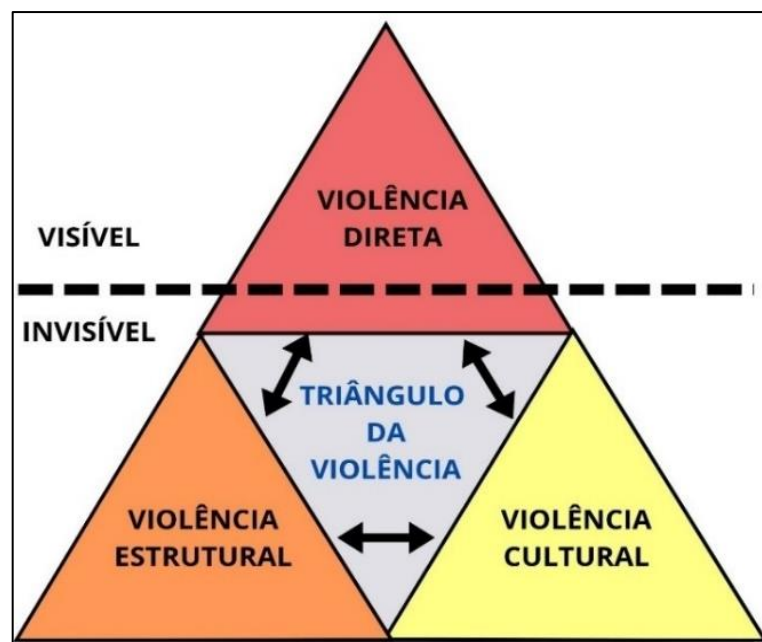 VIOLÊNCIA
DIRETA
VISÍVEL
INVISÍVEL
TRIÂNGULO
DA
VIOLÊNCIA
VIOLÊNCIA
ESTRUTURAL
VIOLÊNCIA
CULTURAL